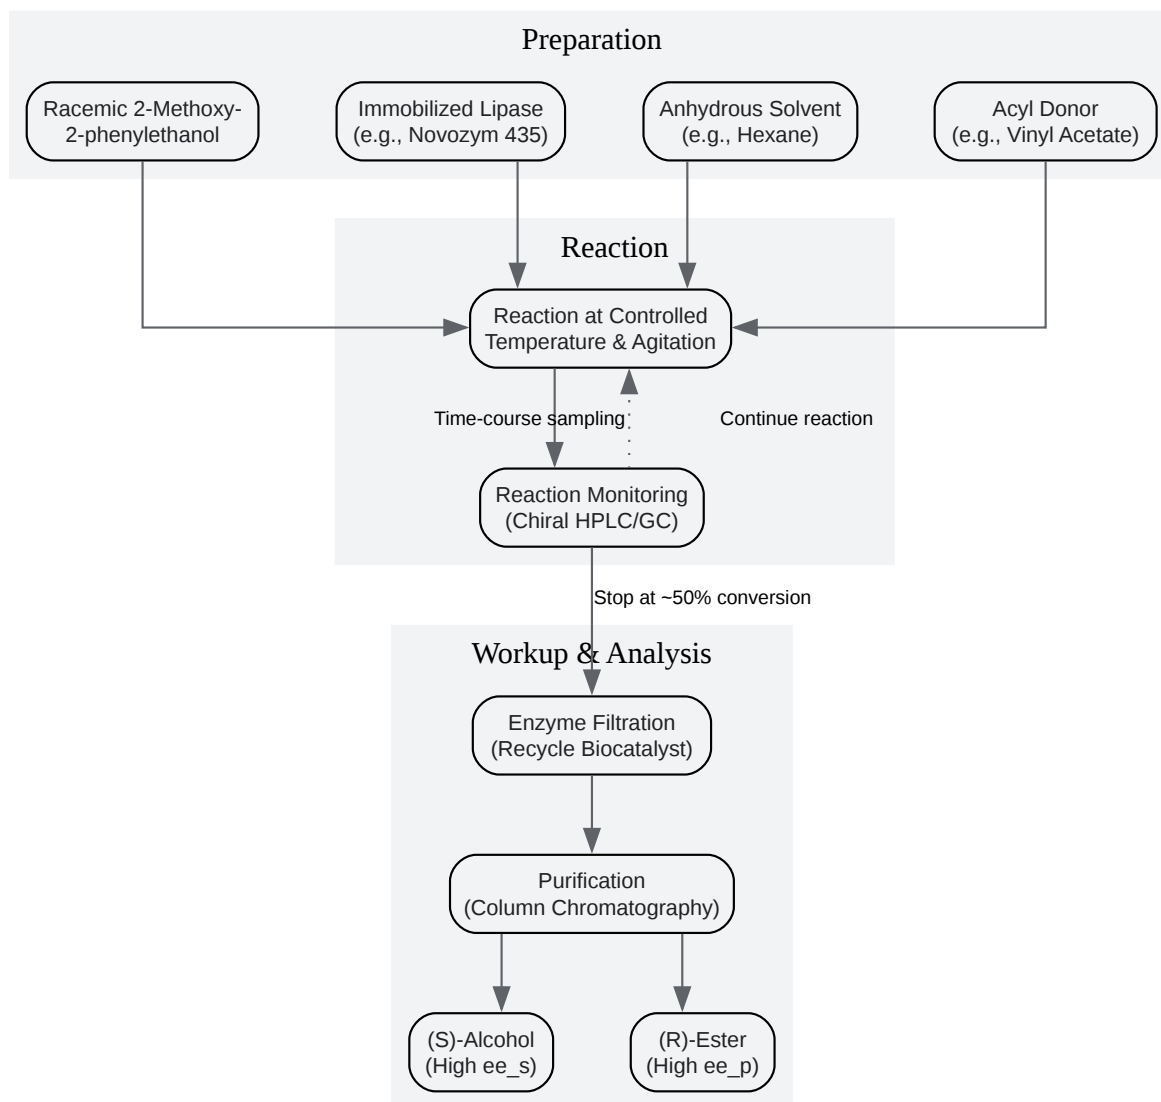 Preparation
Racemic 2-Methoxy-
2-phenylethanol
Immobilized Lipase
(e.g., Novozym 435)
Anhydrous Solvent
(e.g., Hexane)
Acyl Donor
(e.g., Vinyl Acetate)
Reaction
Reaction at Controlled
Temperature & Agitation
Time-course sampling
Continue reaction
Reaction Monitoring
(Chiral HPLC/GC)
Stop at ~50% conversion
Workup & Analysis
Enzyme Filtration
(Recycle Biocatalyst)
Purification
(Column Chromatography)
(S)-Alcohol
(High ee_s)
(R)-Ester
(High ee_p)